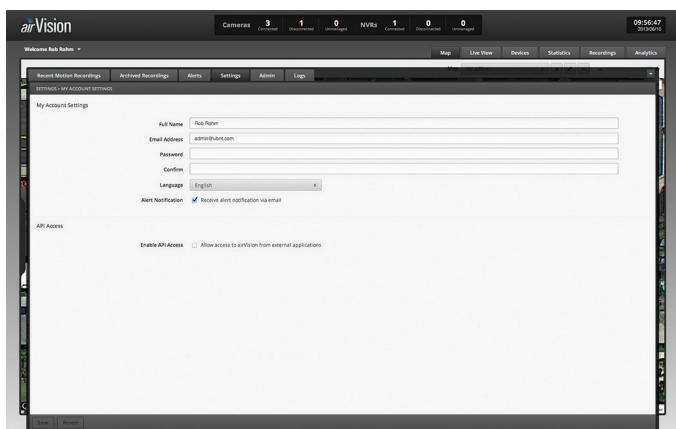 airVision
Cameras 3 Connected 1 Disconnected 0 Unmanaged NVRs 1 Connected 0 Disconnected 0 Unmanaged
09:56:47
2013/06/10
Welcome Rob Rohm
Map Live View Devices Statistics Recordings Analytics
Recent Motion Recordings Archived Recordings Alerts Settings Admin Logs
SETTINGS > MY ACCOUNT SETTINGS
My Account Settings
Full Name Rob Rohm
Email Address admin@ubnt.com
Password
Confirm
Language English
Alert Notification Receive alert notification via email
API Access
Enable API Access Allow access to airVision from external applications
Save Revert